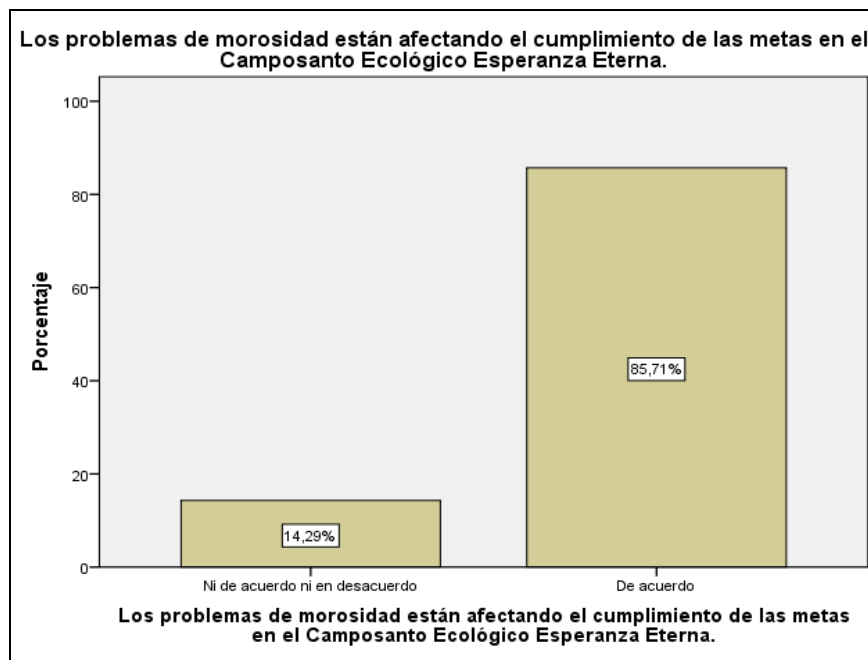 Los problemas de morosidad están afectando el cumplimiento de las metas en el
Camposanto Ecológico Esperanza Eterna.
Porcentaje
100
80
60
40
20
0
14,29%
85,71%
Ni de acuerdo ni en desacuerdo
De acuerdo
Los problemas de morosidad están afectando el cumplimiento de las metas
en el Camposanto Ecológico Esperanza Eterna.